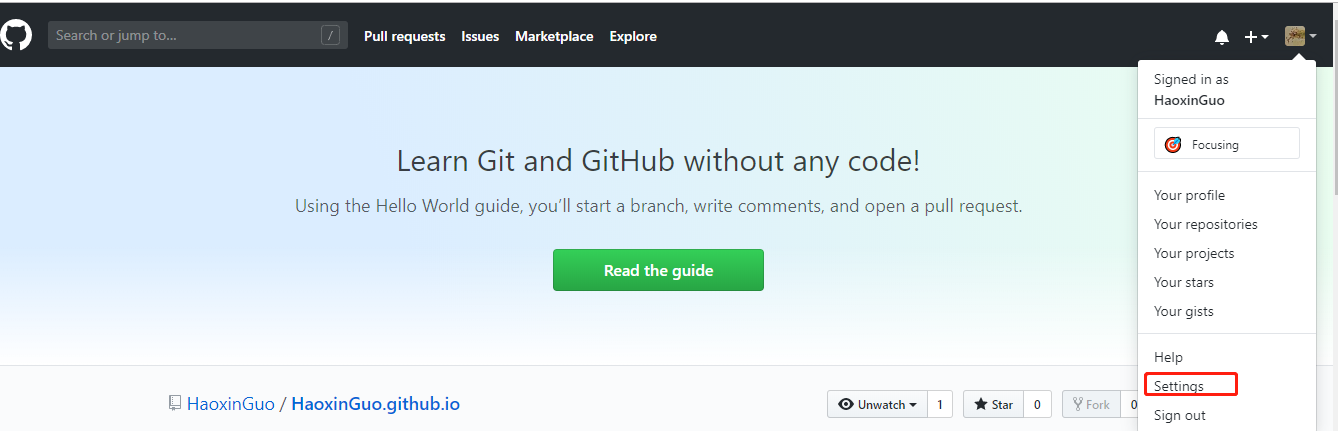 Search or jump to... /
Pull requests Issues Marketplace Explore
Signed in as
HaoxinGuo
Focusing
Your profile
Your repositories
Your projects
Your stars
Your gists
Help
Settings
Sign out
Learn Git and GitHub without any code!
Using the Hello World guide, you’ll start a branch, write comments, and open a pull request.
Read the guide
HaoxinGuo / HaoxinGuo.github.io
Unwatch 1 Star 0 Fork 0